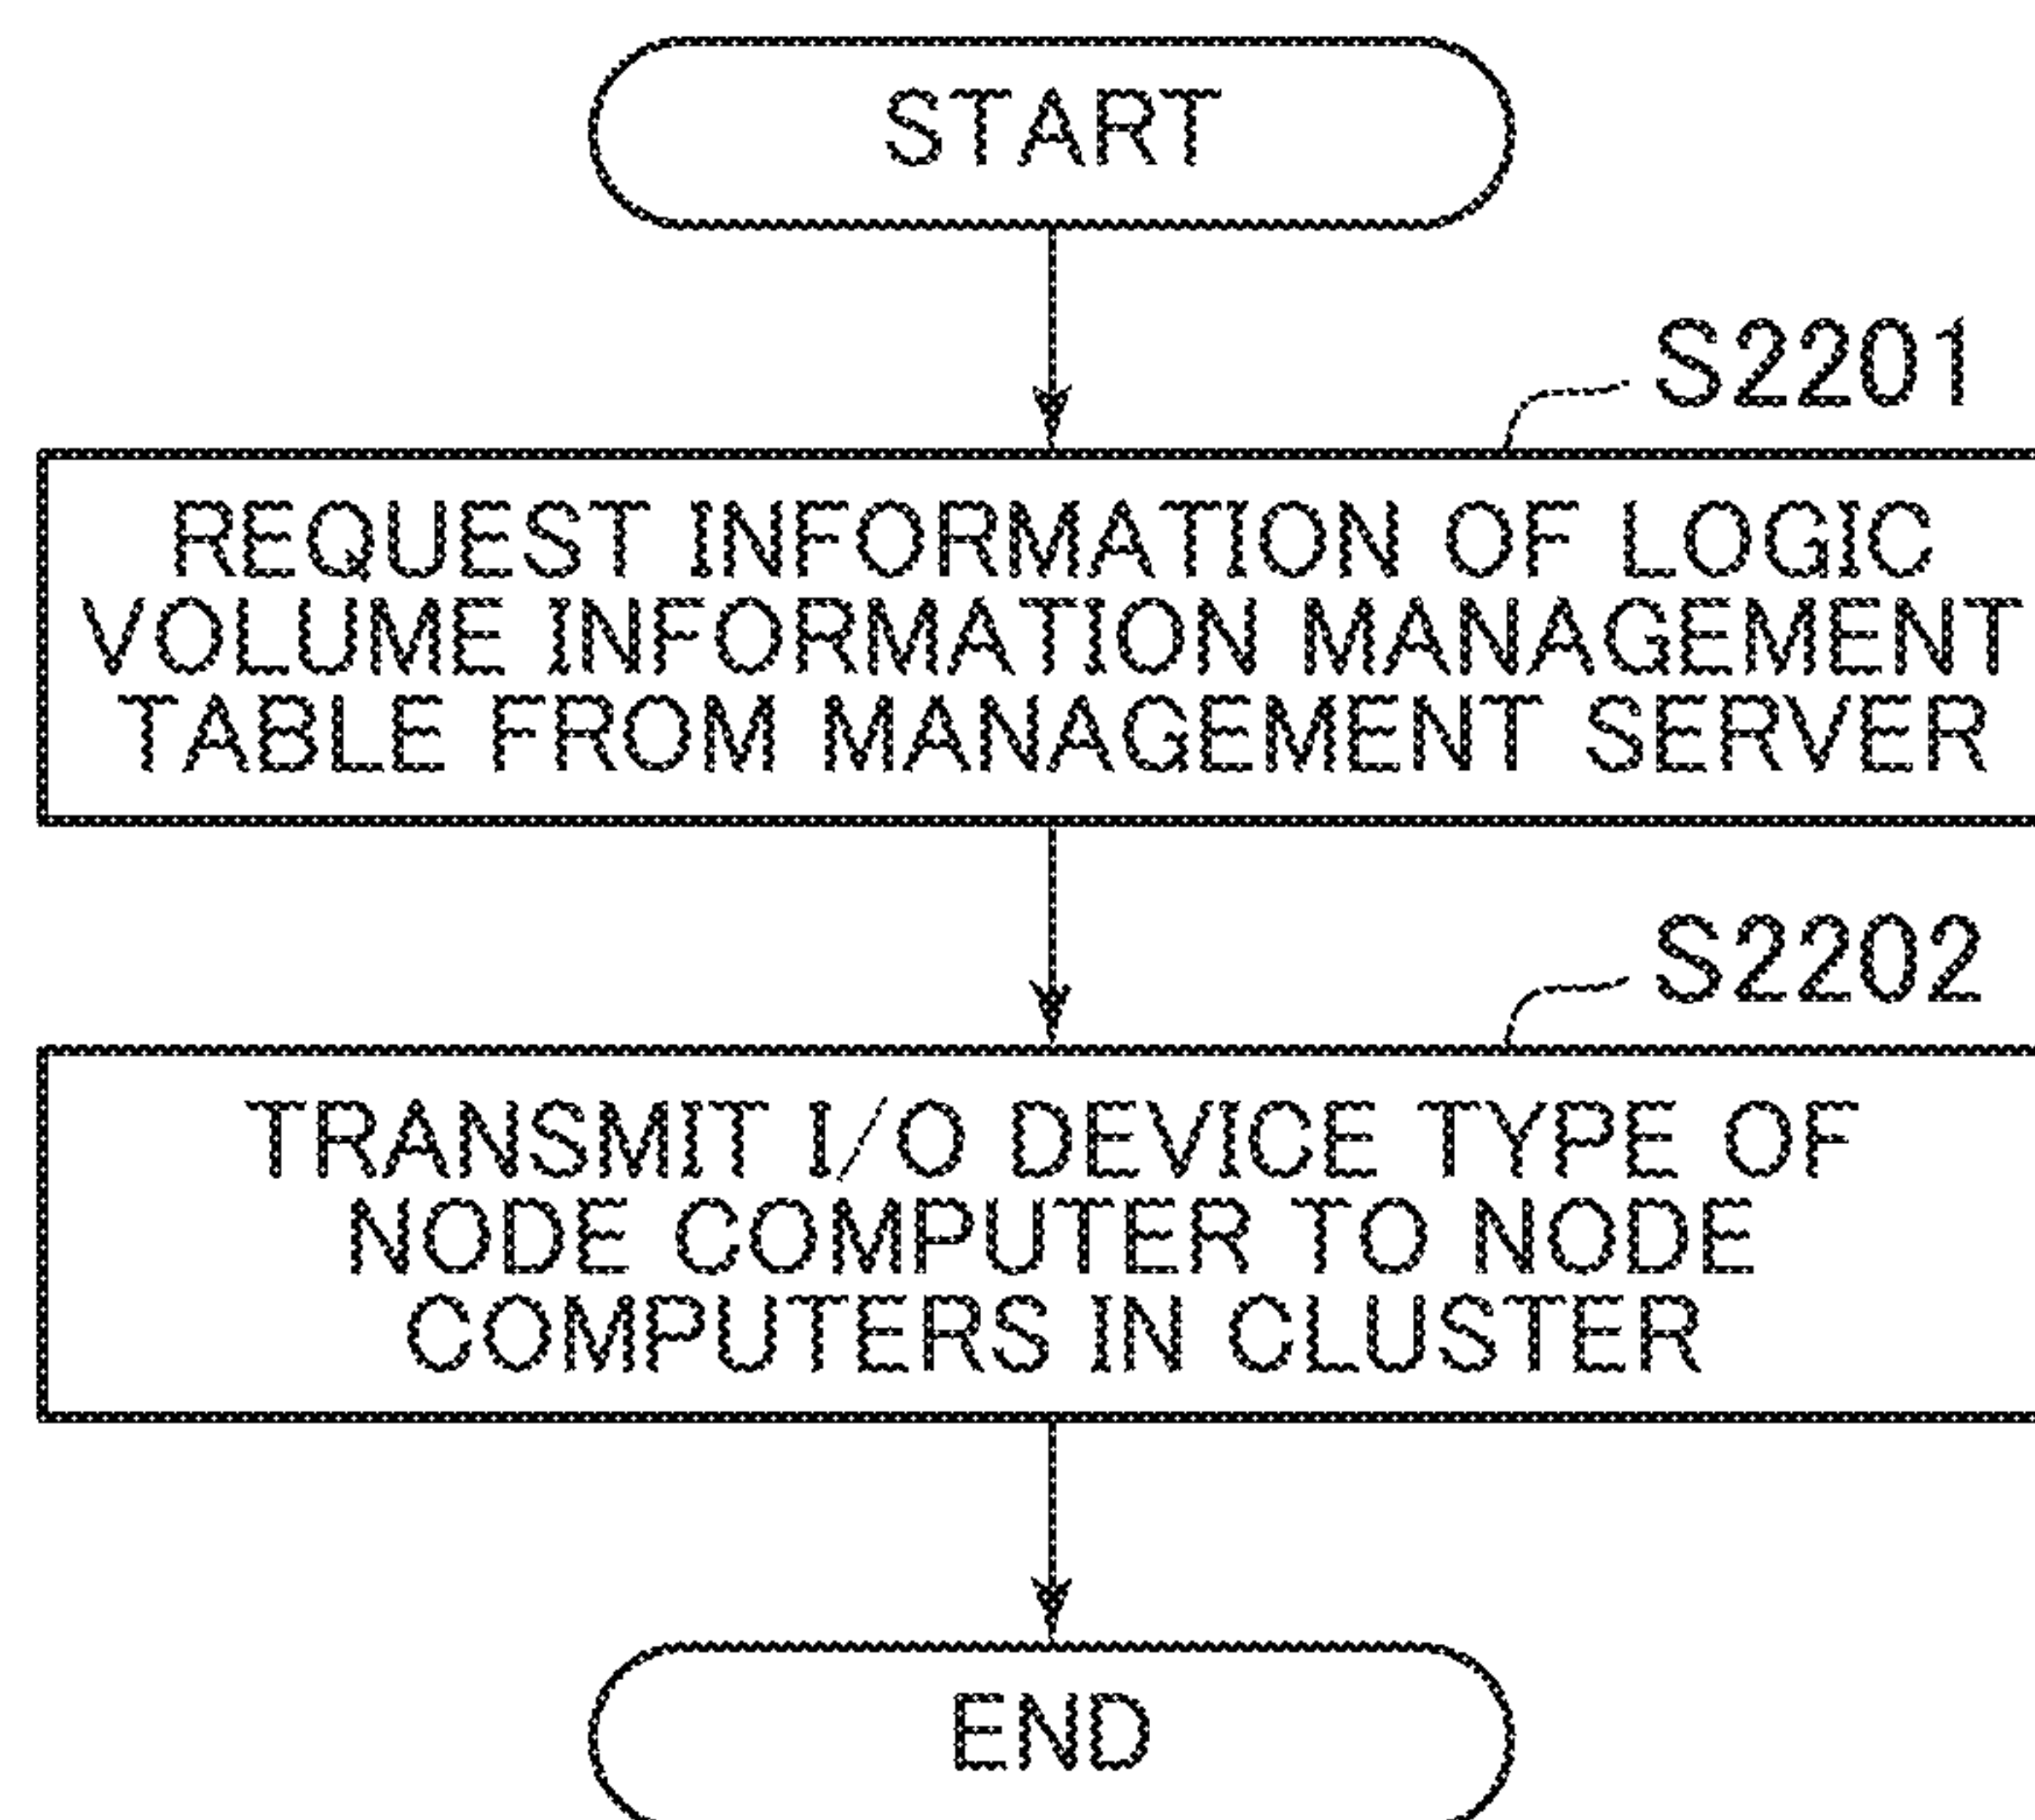 START
S2201
REQUEST INFORMATION OF LOGIC
VOLUME INFORMATION MANAGEMENT
TABLE FROM MANAGEMENT SERVER
S2202
TRANSMIT I/O DEVICE TYPE OF
NODE COMPUTER TO NODE
COMPUTERS IN CLUSTER
END